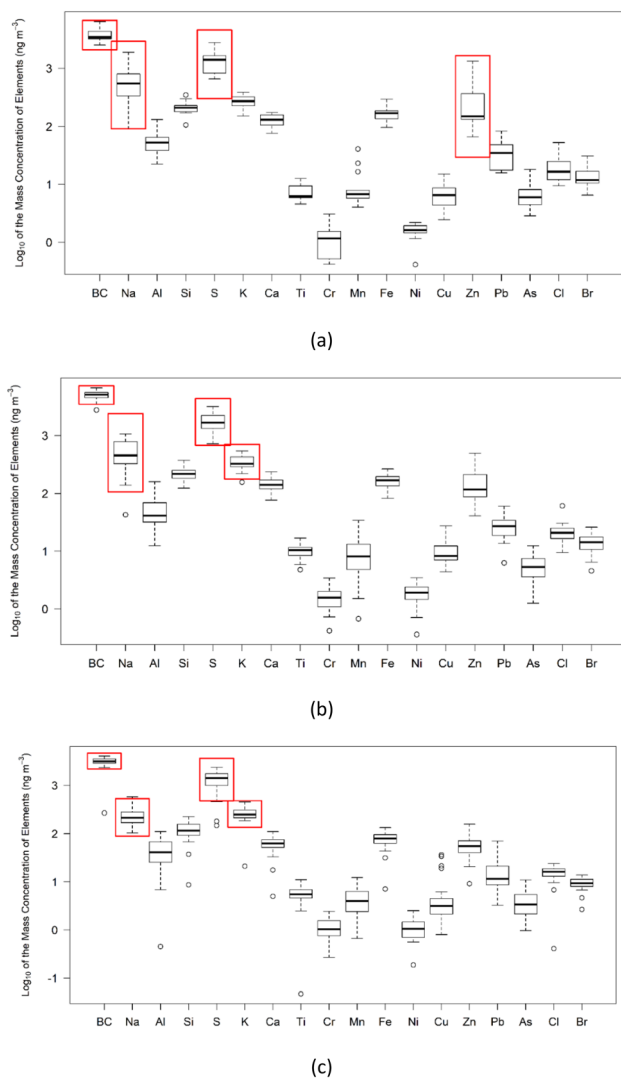 Log₁₀ of the Mass Concentration of Elements (ng m⁻³)
3
2
1
0
BC Na Al Si S K Ca Ti Cr Mn Fe Ni Cu Zn Pb As Cl Br
(a)
Log₁₀ of the Mass Concentration of Elements (ng m⁻³)
3
2
1
0
BC Na Al Si S K Ca Ti Cr Mn Fe Ni Cu Zn Pb As Cl Br
(b)
Log₁₀ of the Mass Concentration of Elements (ng m⁻³)
3
2
1
0
-1
BC Na Al Si S K Ca Ti Cr Mn Fe Ni Cu Zn Pb As Cl Br
(c)